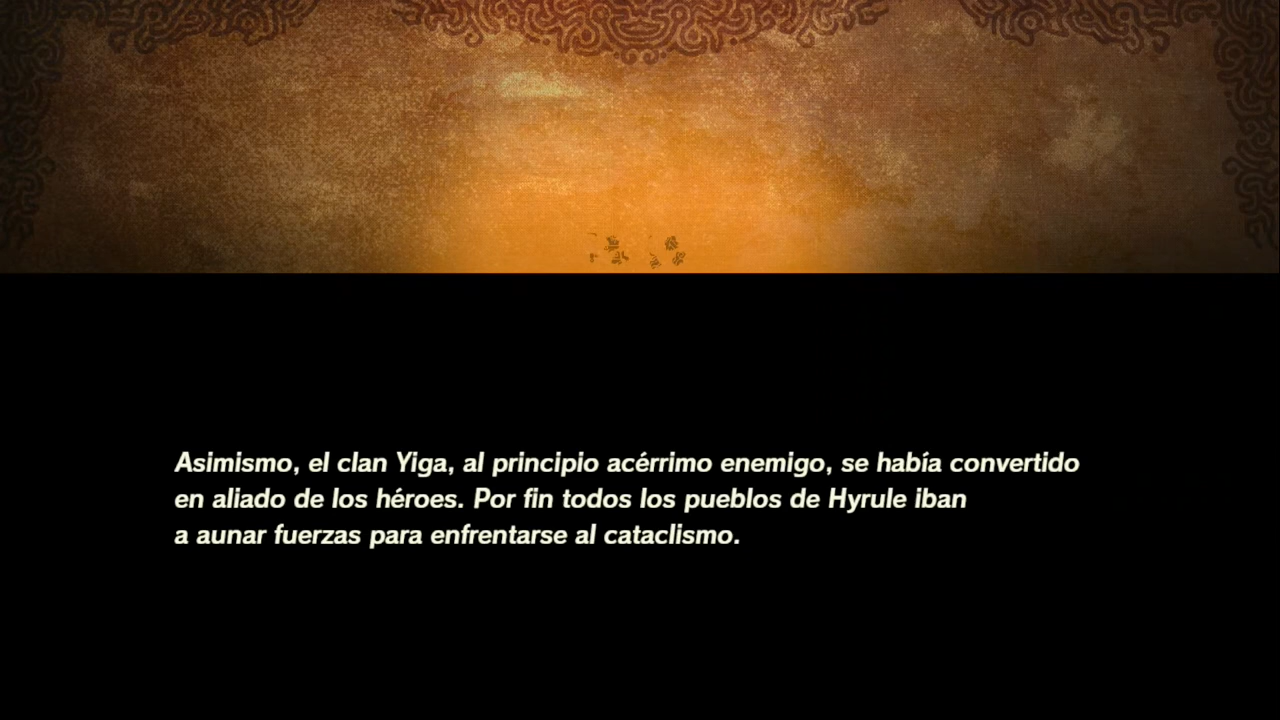 Asimismo, el clan Yiga, al principio acérrimo enemigo, se había convertido
en aliado de los héroes. Por fin todos los pueblos de Hyrule iban
a aunar fuerzas para enfrentarse al cataclismo.